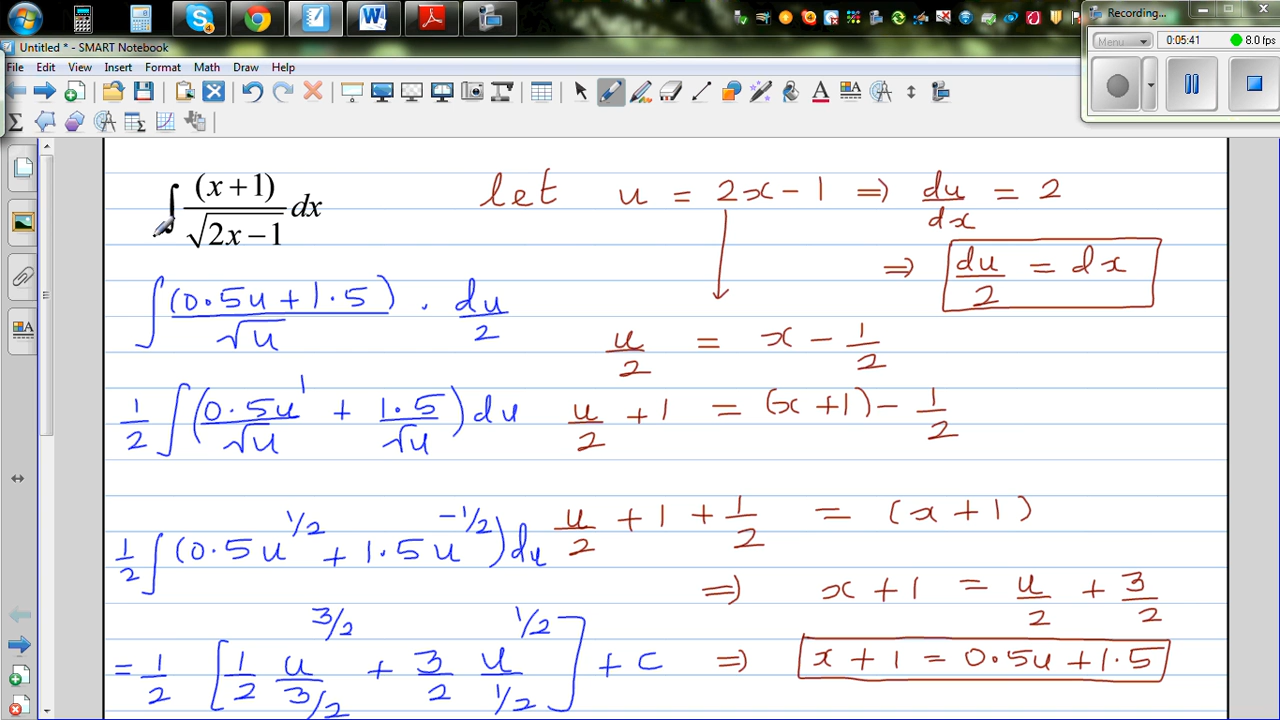 Recording...
Untitled * - SMART Notebook
Menu 0:05:41 8.0 fps
File Edit View Insert Format Math Draw Help
∫ (x+1)/√(2x−1) dx
let u = 2x − 1 ⇒ du/dx = 2
⇒ du/2 = dx
∫ (0.5u + 1.5)/√u · du/2
u/2 = x − 1/2
1/2 ∫ (0.5u^1/√u + 1.5/√u) du
u/2 + 1 = (x + 1) − 1/2
u/2 + 1 + 1/2 = (x + 1)
1/2 ∫ (0.5u^1/2 + 1.5u^−1/2) du
⇒ x + 1 = u/2 + 3/2
= 1/2 [1/2 u^3/2 / 3/2 + 3/2 u^1/2 / 1/2] + c
⇒ x + 1 = 0.5u + 1.5